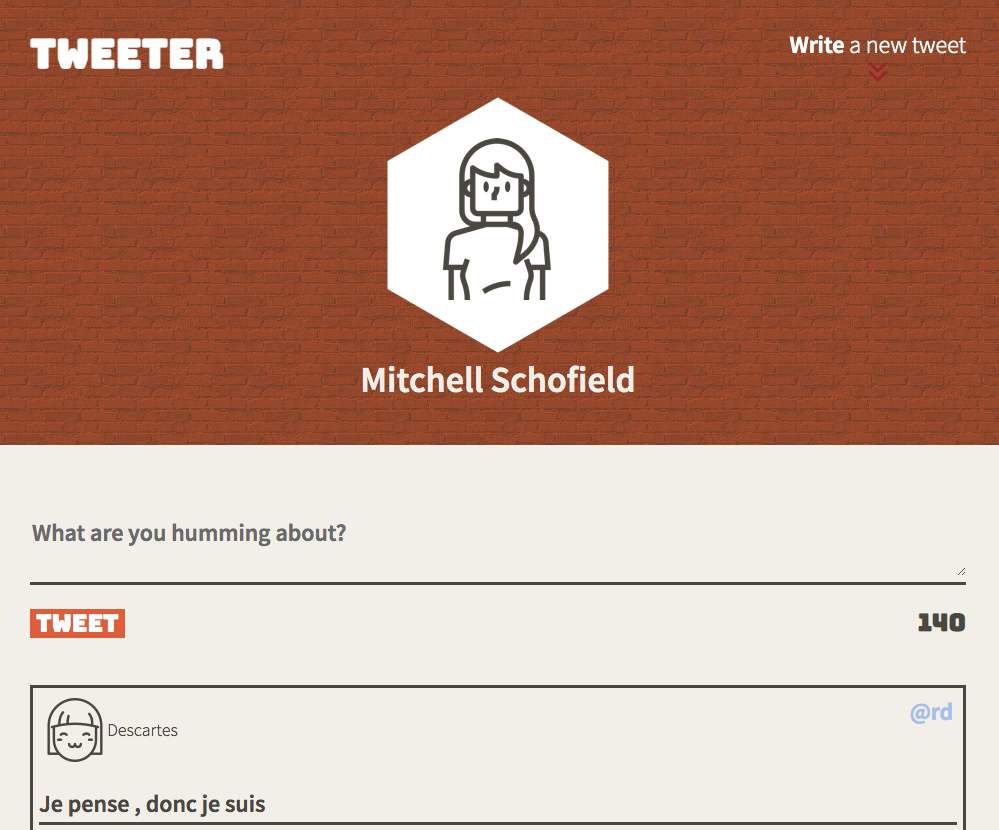 TWEETER
Write a new tweet
Mitchell Schofield
What are you humming about?
TWEET
140
Descartes
@rd
Je pense , donc je suis